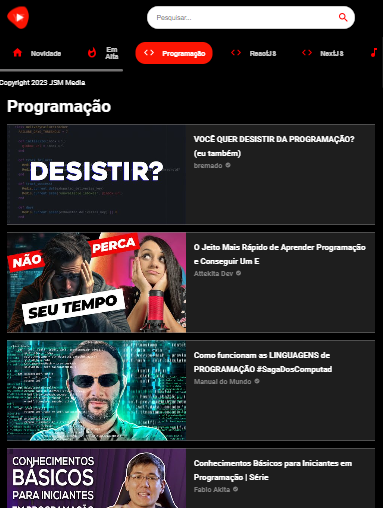 Pesquisar...
Novidade
Em
Alta
Programação
ReactJS
NextJS
Copyright 2023 JSM Media
Programação
DESISTIR?
VOCÊ QUER DESISTIR DA PROGRAMAÇÃO?
(eu também)
bremado
NÃO
PERCA
SEU TEMPO
O Jeito Mais Rápido de Aprender Programação
e Conseguir Um E
Attekita Dev
Como funcionam as LINGUAGENS de
PROGRAMAÇÃO #SagaDosComputad
Manual do Mundo
CONHECIMENTOS
BÁSICOS
PARA INICIANTES
EM PROGRAMAÇÃO
Conhecimentos Básicos para Iniciantes em
Programação | Série
Fabio Akita